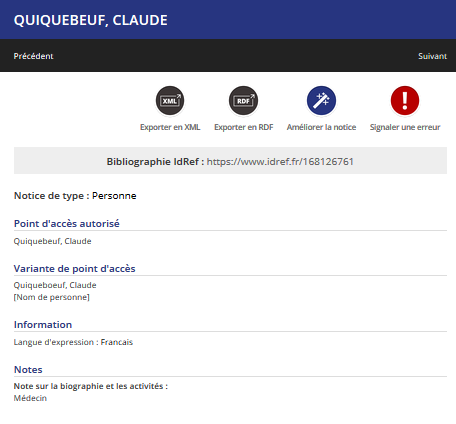 QUIQUEBEUF, CLAUDE
Précédent Suivant
XML RDF
Exporter en XML Exporter en RDF Améliorer la notice Signaler une erreur
Bibliographie IdRef : https://www.idref.fr/168126761
Notice de type : Personne
Point d'accès autorisé
Quiquebeuf, Claude
Variante de point d'accès
Quiqueboeuf, Claude
[Nom de personne]
Information
Langue d'expression : Francais
Notes
Note sur la biographie et les activités :
Médecin